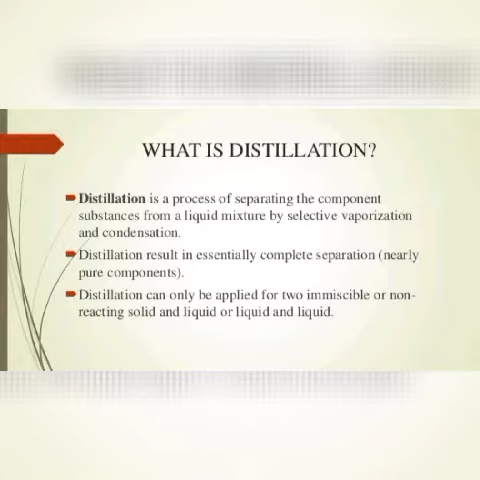 WHAT IS DISTILLATION?
Distillation is a process of separating the component
substances from a liquid mixture by selective vaporization
and condensation.
Distillation result in essentially complete separation (nearly
pure components).
Distillation can only be applied for two immiscible or non-
reacting solid and liquid or liquid and liquid.